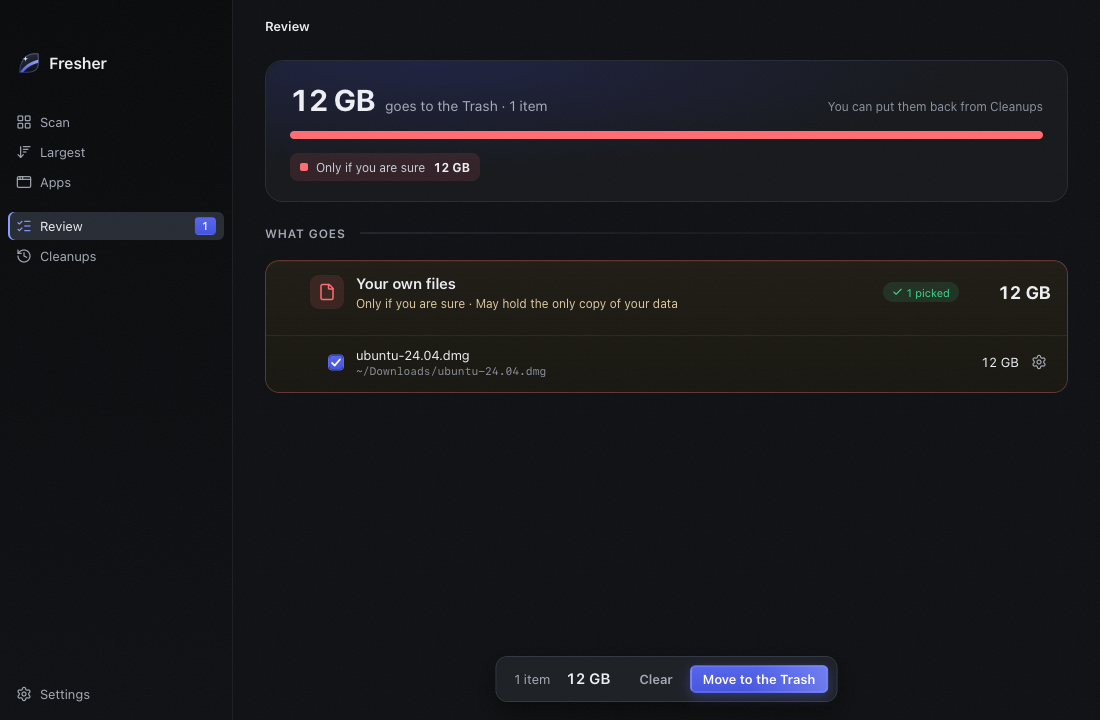 Review
Fresher
12 GB goes to the Trash · 1 item
You can put them back from Cleanups
Scan
Largest
Only if you are sure 12 GB
Apps
Review 1
WHAT GOES
Cleanups
Your own files
Only if you are sure · May hold the only copy of your data
1 picked
12 GB
ubuntu-24.04.dmg
~/Downloads/ubuntu-24.04.dmg
12 GB
1 item 12 GB Clear Move to the Trash
Settings